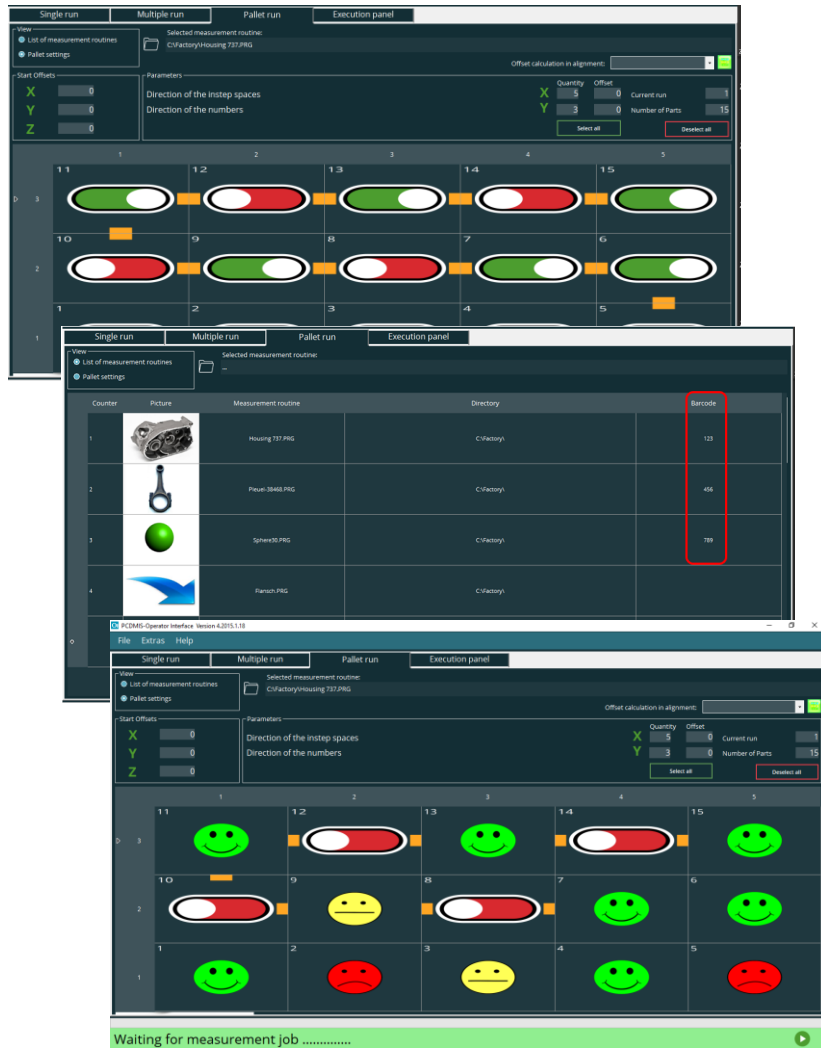 Single run Multiple run Pallet run Execution panel
View
List of measurement routines
Pallet settings
Selected measurement routine:
C:\Factory\Housing 737.PRG
Offset calculation in alignment:
Start Offsets
X 0
Y 0
Z 0
Parameters
Direction of the instep spaces
Direction of the numbers
Quantity Offset
X 5 0 Current run 1
Y 3 0 Number of Parts 15
Select all Deselect all
1 2 3 4 5
11 12 13 14 15
3
10 9 8 7 6
2
1 2 3 4 5
1
Single run Multiple run Pallet run Execution panel
View
List of measurement routines
Pallet settings
Selected measurement routine:
Counter Picture Measurement routine Directory Barcode
1 Housing 737.PRG C:\Factory\ 123
2 Pleuel-38468.PRG C:\Factory\ 456
3 Sphere30.PRG C:\Factory\ 789
4 Flansch.PRG C:\Factory\
PCDMIS-Operator Interface Version 4.2015.1.18
File Extras Help
Single run Multiple run Pallet run Execution panel
View
List of measurement routines
Pallet settings
Selected measurement routine:
C:\Factory\Housing 737.PRG
Offset calculation in alignment:
Start Offsets
X 0
Y 0
Z 0
Parameters
Direction of the instep spaces
Direction of the numbers
Quantity Offset
X 5 0 Current run 1
Y 3 0 Number of Parts 15
Select all Deselect all
1 2 3 4 5
11 12 13 14 15
3
10 9 8 7 6
2
1 2 3 4 5
1
Waiting for measurement job ..............